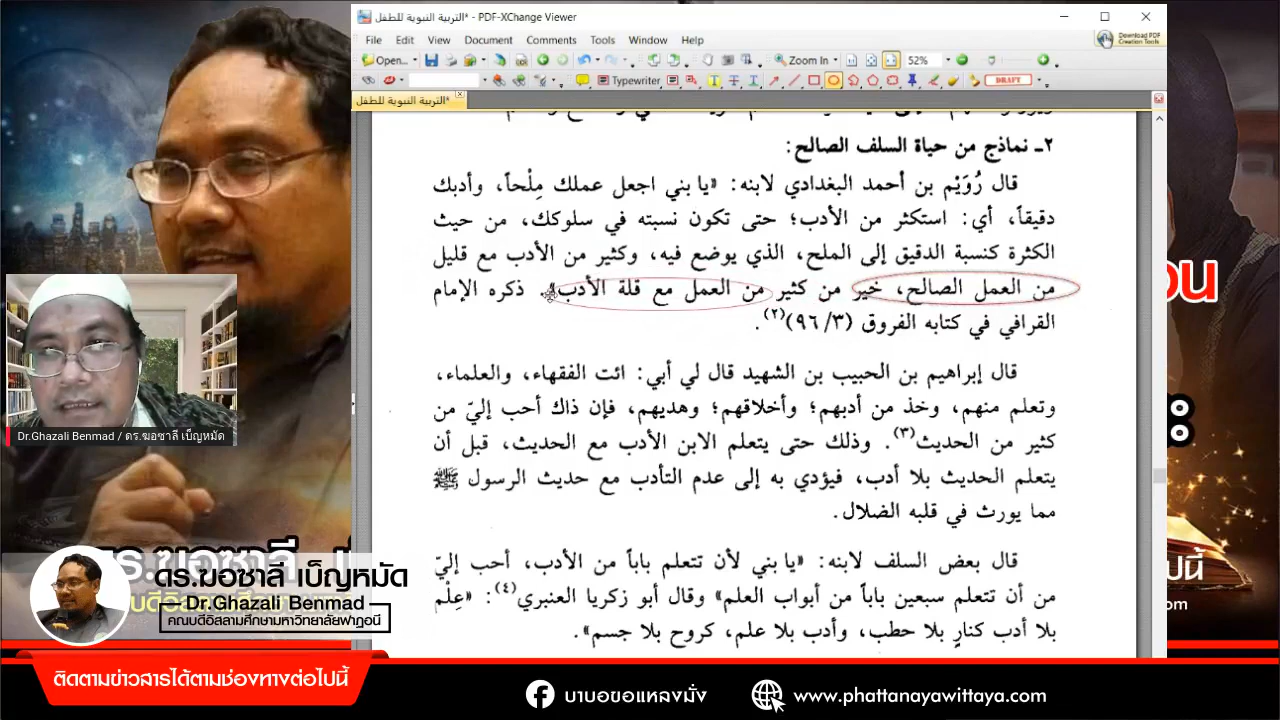 التربية النبوية للطفل* - PDF-XChange Viewer
File Edit View Document Comments Tools Window Help
Download PDF
Creation Tools
Open...
Zoom In
52%
Typewriter
DRAFT
التربية النبوية للطفل*
٢ـ نماذج من حياة السلف الصالح:
قال رُوَيْم بن أحمد البغدادي لابنه: «يا بني اجعل عملك مِلْحاً، وأدبك
دقيقاً، أي: استكثر من الأدب؛ حتى تكون نسبته في سلوكك، من حيث
الكثرة كنسبة الدقيق إلى الملح، الذي يوضع فيه، وكثير من الأدب مع قليل
من العمل الصالح، خير من كثير من العمل مع قلة الأدب». ذكره الإمام
القرافي في كتابه الفروق (٣/ ٩٦)(٢).
قال إبراهيم بن الحبيب بن الشهيد قال لي أبي: ائت الفقهاء، والعلماء،
وتعلم منهم، وخذ من أدبهم؛ وأخلاقهم؛ وهديهم، فإن ذاك أحب إليّ من
كثير من الحديث(٣). وذلك حتى يتعلم الابن الأدب مع الحديث، قبل أن
يتعلم الحديث بلا أدب، فيؤدي به إلى عدم التأدب مع حديث الرسول ﷺ
مما يورث في قلبه الضلال.
قال بعض السلف لابنه: «يا بني لأن تتعلم باباً من الأدب، أحب إليّ
من أن تتعلم سبعين باباً من أبواب العلم» وقال أبو زكريا العنبري(٤): «عِلْم
بلا أدب كنارٍ بلا حطب، وأدب بلا علم، كروح بلا جسم».
Dr.Ghazali Benmad / ดร.ฆอซาลี เบ็ญหมัด
ดร.ฆอซาลี เบ็ญหมัด
Dr.Ghazali Benmad
คณบดีอิสลามศึกษามหาวิทยาลัยฟาฏอนี
ติดตามข่าวสารได้ตามช่องทางต่อไปนี้
บาบอขอแหลงมั่ง
www.phattanayawittaya.com